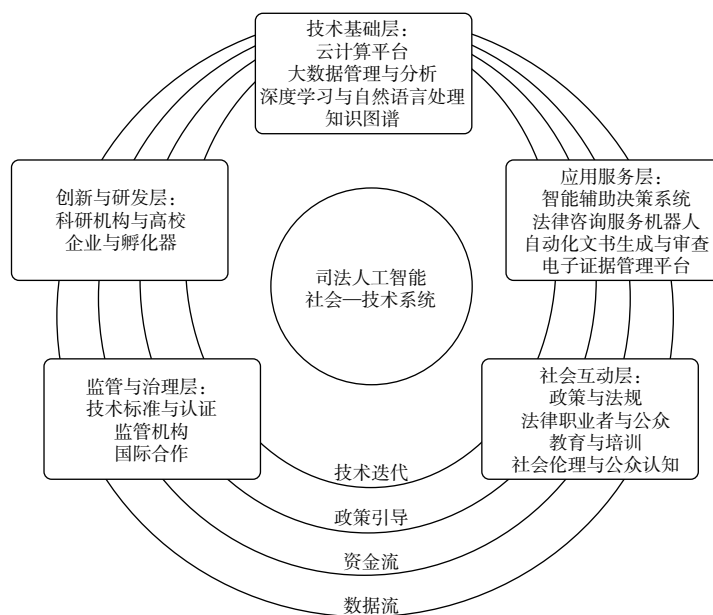 技术基础层：
云计算平台
大数据管理与分析
深度学习与自然语言处理
知识图谱
创新与研发层：
科研机构与高校
企业与孵化器
应用服务层：
智能辅助决策系统
法律咨询服务机器人
自动化文书生成与审查
电子证据管理平台
司法人工智能
社会—技术系统
监管与治理层：
技术标准与认证
监管机构
国际合作
社会互动层：
政策与法规
法律职业者与公众
教育与培训
社会伦理与公众认知
技术迭代
政策引导
资金流
数据流